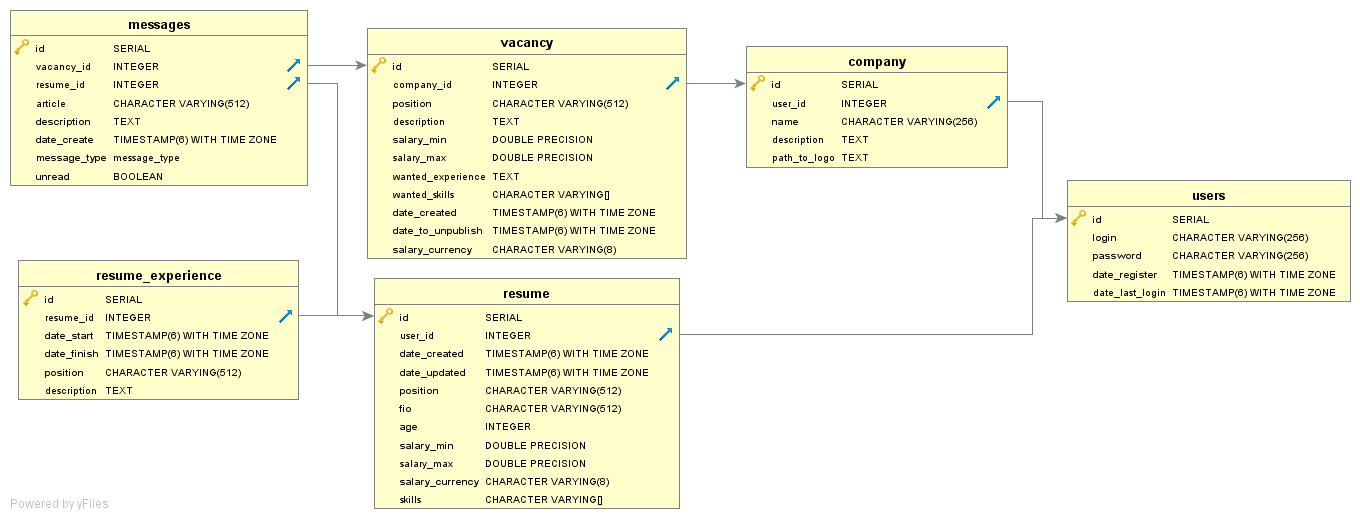 messages
id SERIAL
vacancy_id INTEGER
resume_id INTEGER
article CHARACTER VARYING(512)
description TEXT
date_create TIMESTAMP(6) WITH TIME ZONE
message_type message_type
unread BOOLEAN
vacancy
id SERIAL
company_id INTEGER
position CHARACTER VARYING(512)
description TEXT
salary_min DOUBLE PRECISION
salary_max DOUBLE PRECISION
wanted_experience TEXT
wanted_skills CHARACTER VARYING[]
date_created TIMESTAMP(6) WITH TIME ZONE
date_to_unpublish TIMESTAMP(6) WITH TIME ZONE
salary_currency CHARACTER VARYING(8)
company
id SERIAL
user_id INTEGER
name CHARACTER VARYING(256)
description TEXT
path_to_logo TEXT
users
id SERIAL
login CHARACTER VARYING(256)
password CHARACTER VARYING(256)
date_register TIMESTAMP(6) WITH TIME ZONE
date_last_login TIMESTAMP(6) WITH TIME ZONE
resume_experience
id SERIAL
resume_id INTEGER
date_start TIMESTAMP(6) WITH TIME ZONE
date_finish TIMESTAMP(6) WITH TIME ZONE
position CHARACTER VARYING(512)
description TEXT
resume
id SERIAL
user_id INTEGER
date_created TIMESTAMP(6) WITH TIME ZONE
date_updated TIMESTAMP(6) WITH TIME ZONE
position CHARACTER VARYING(512)
fio CHARACTER VARYING(512)
age INTEGER
salary_min DOUBLE PRECISION
salary_max DOUBLE PRECISION
salary_currency CHARACTER VARYING(8)
skills CHARACTER VARYING[]
Powered by yFiles